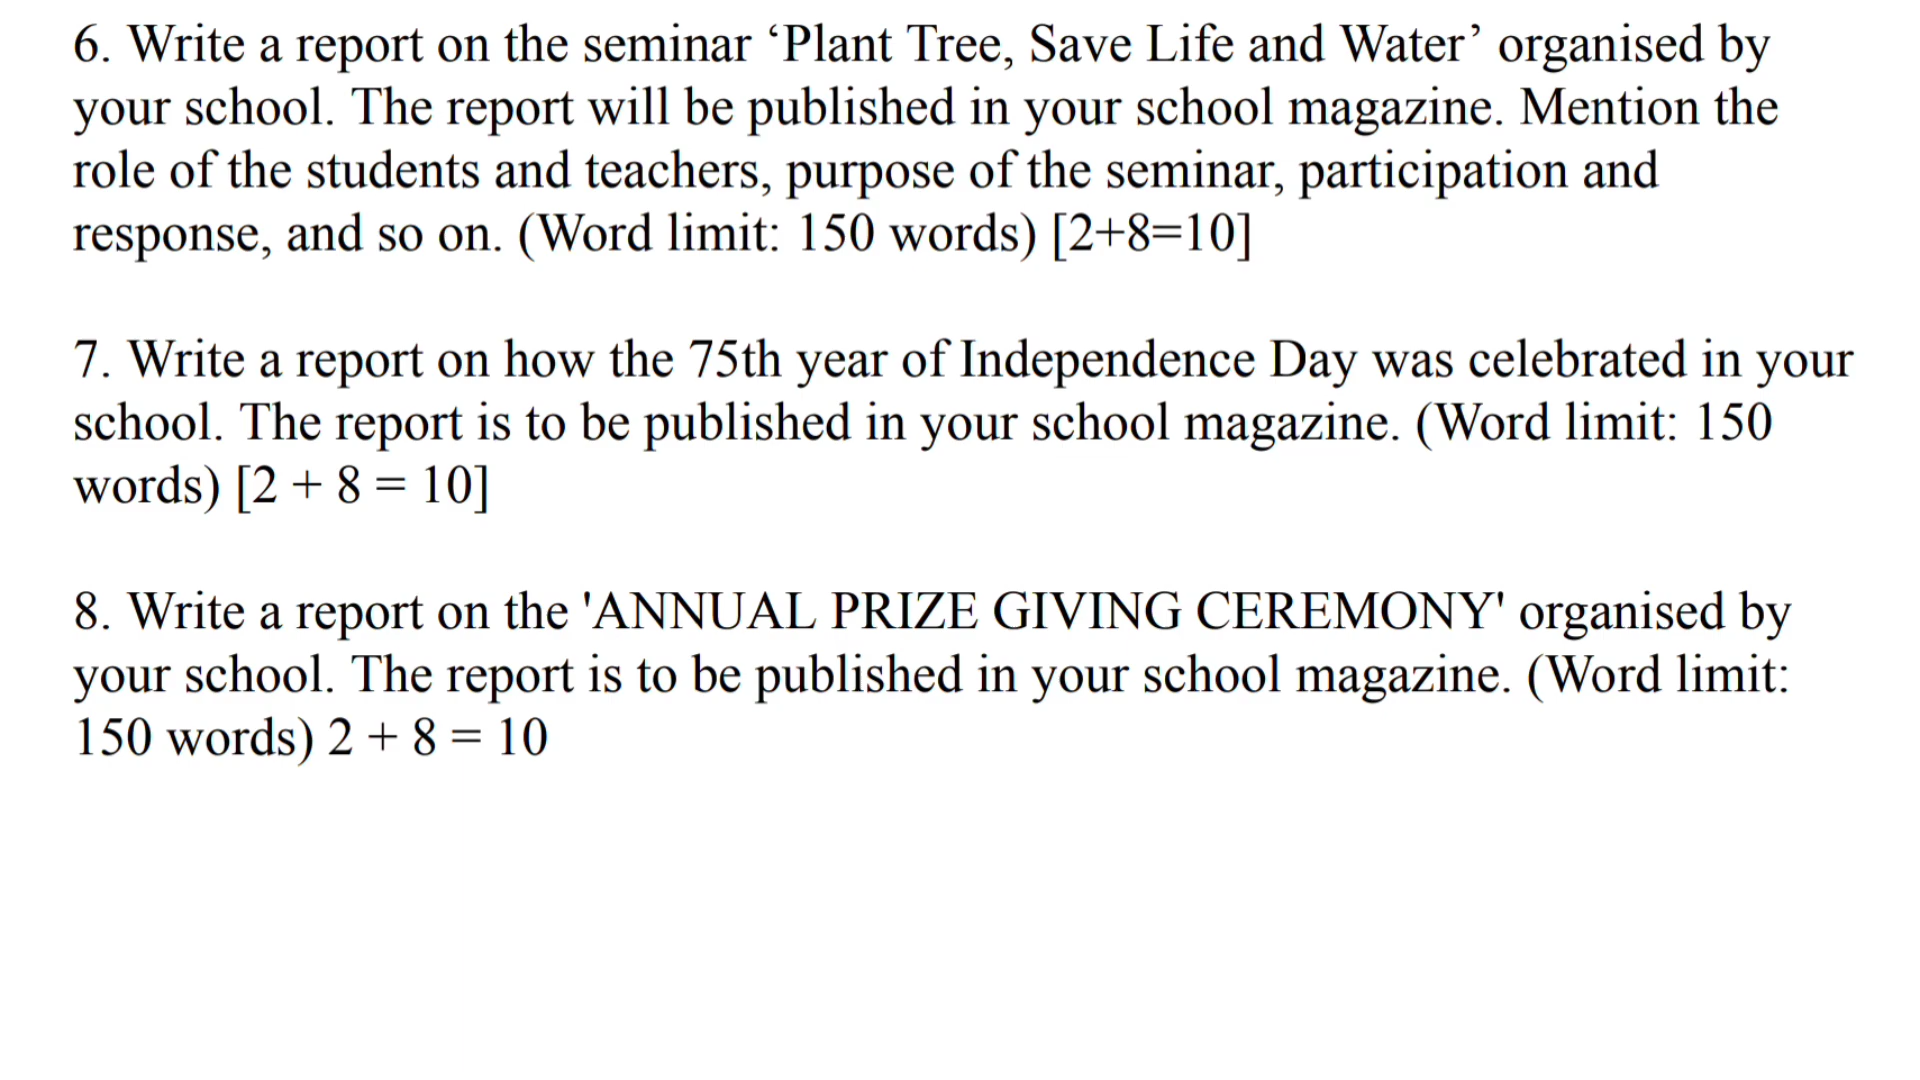 6. Write a report on the seminar ‘Plant Tree, Save Life and Water’ organised by
your school. The report will be published in your school magazine. Mention the
role of the students and teachers, purpose of the seminar, participation and
response, and so on. (Word limit: 150 words) [2+8=10]
7. Write a report on how the 75th year of Independence Day was celebrated in your
school. The report is to be published in your school magazine. (Word limit: 150
words) [2 + 8 = 10]
8. Write a report on the 'ANNUAL PRIZE GIVING CEREMONY' organised by
your school. The report is to be published in your school magazine. (Word limit:
150 words) 2 + 8 = 10